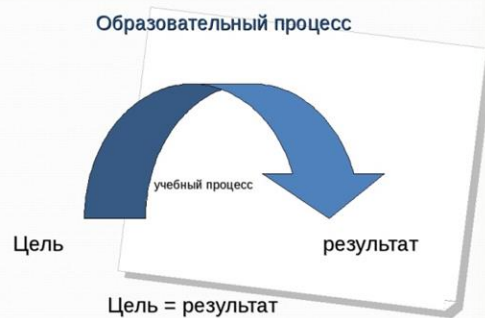 Образовательный процесс
учебный процесс
Цель
результат
Цель = результат